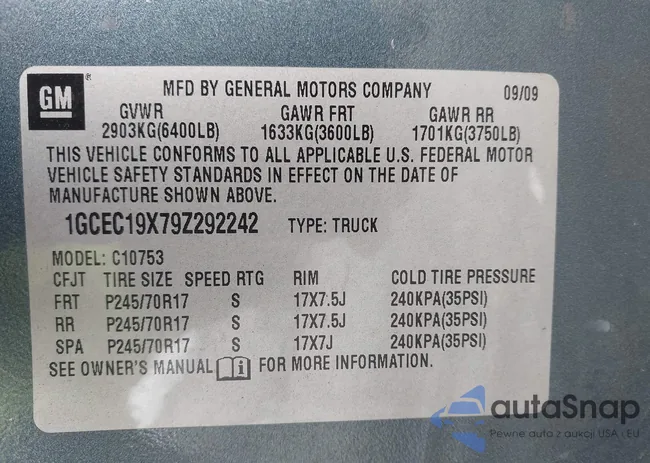 GM ® MFD BY GENERAL MOTORS COMPANY 09/09
GVWR GAWR FRT GAWR RR
2903KG(6400LB) 1633KG(3600LB) 1701KG(3750LB)
THIS VEHICLE CONFORMS TO ALL APPLICABLE U.S. FEDERAL MOTOR
VEHICLE SAFETY STANDARDS IN EFFECT ON THE DATE OF
MANUFACTURE SHOWN ABOVE.
1GCEC19X79Z292242 TYPE: TRUCK
MODEL: C10753
CFJT TIRE SIZE SPEED RTG RIM COLD TIRE PRESSURE
FRT P245/70R17 S 17X7.5J 240KPA(35PSI)
RR P245/70R17 S 17X7.5J 240KPA(35PSI)
SPA P245/70R17 S 17X7J 240KPA(35PSI)
SEE OWNER'S MANUAL FOR MORE INFORMATION.
autaSnap
Pewne auta z aukcji USA - EU